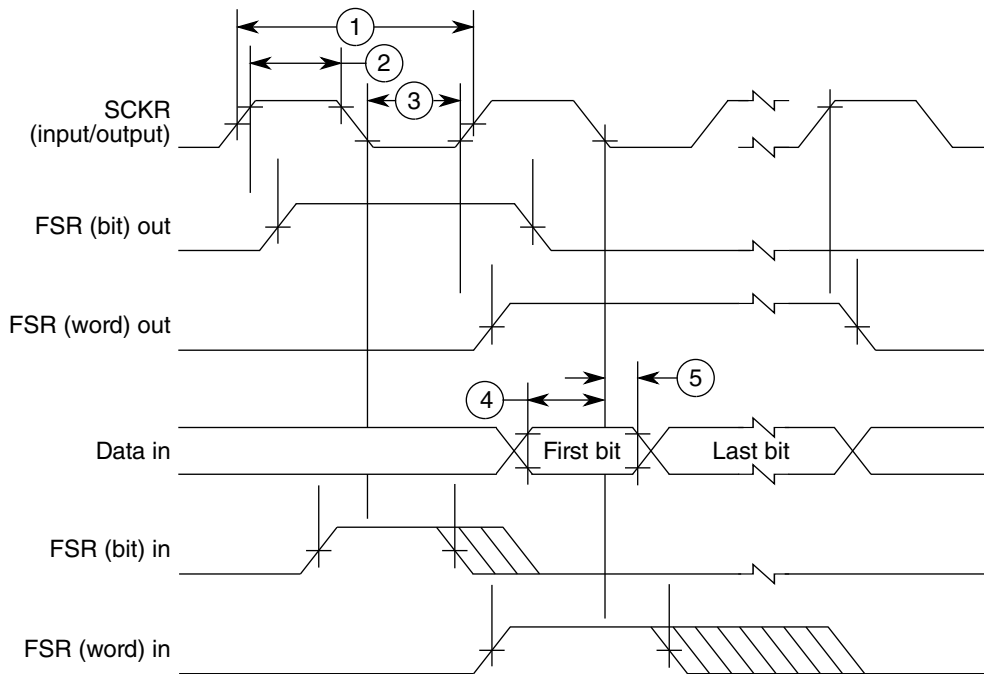 1
2
3
SCKR
(input/output)
FSR (bit) out
FSR (word) out
4
5
Data in
First bit
Last bit
FSR (bit) in
FSR (word) in